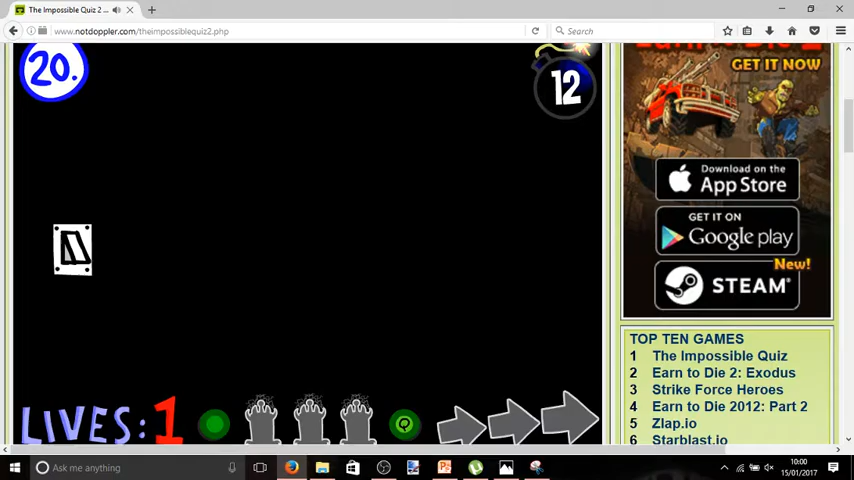 The Impossible Quiz 2 ...
www.notdoppler.com/theimpossiblequiz2.php
Search
20.
12
LIVES:1
GET IT NOW
Download on the
App Store
GET IT ON
Google play
New!
STEAM
TOP TEN GAMES
1 The Impossible Quiz
2 Earn to Die 2: Exodus
3 Strike Force Heroes
4 Earn to Die 2012: Part 2
5 Zlap.io
6 Starblast.io
Ask me anything
10:00
15/01/2017